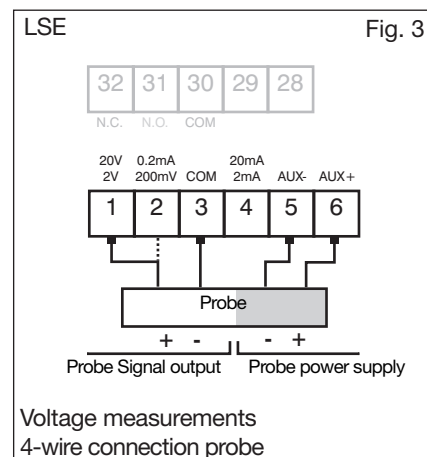 LSE Fig. 3
32 31 30 29 28
N.C. N.O. COM
20V 0.2mA 20mA
2V 200mV COM 2mA AUX- AUX+
1 2 3 4 5 6
Probe
+ - - +
Probe Signal output Probe power supply
Voltage measurements
4-wire connection probe